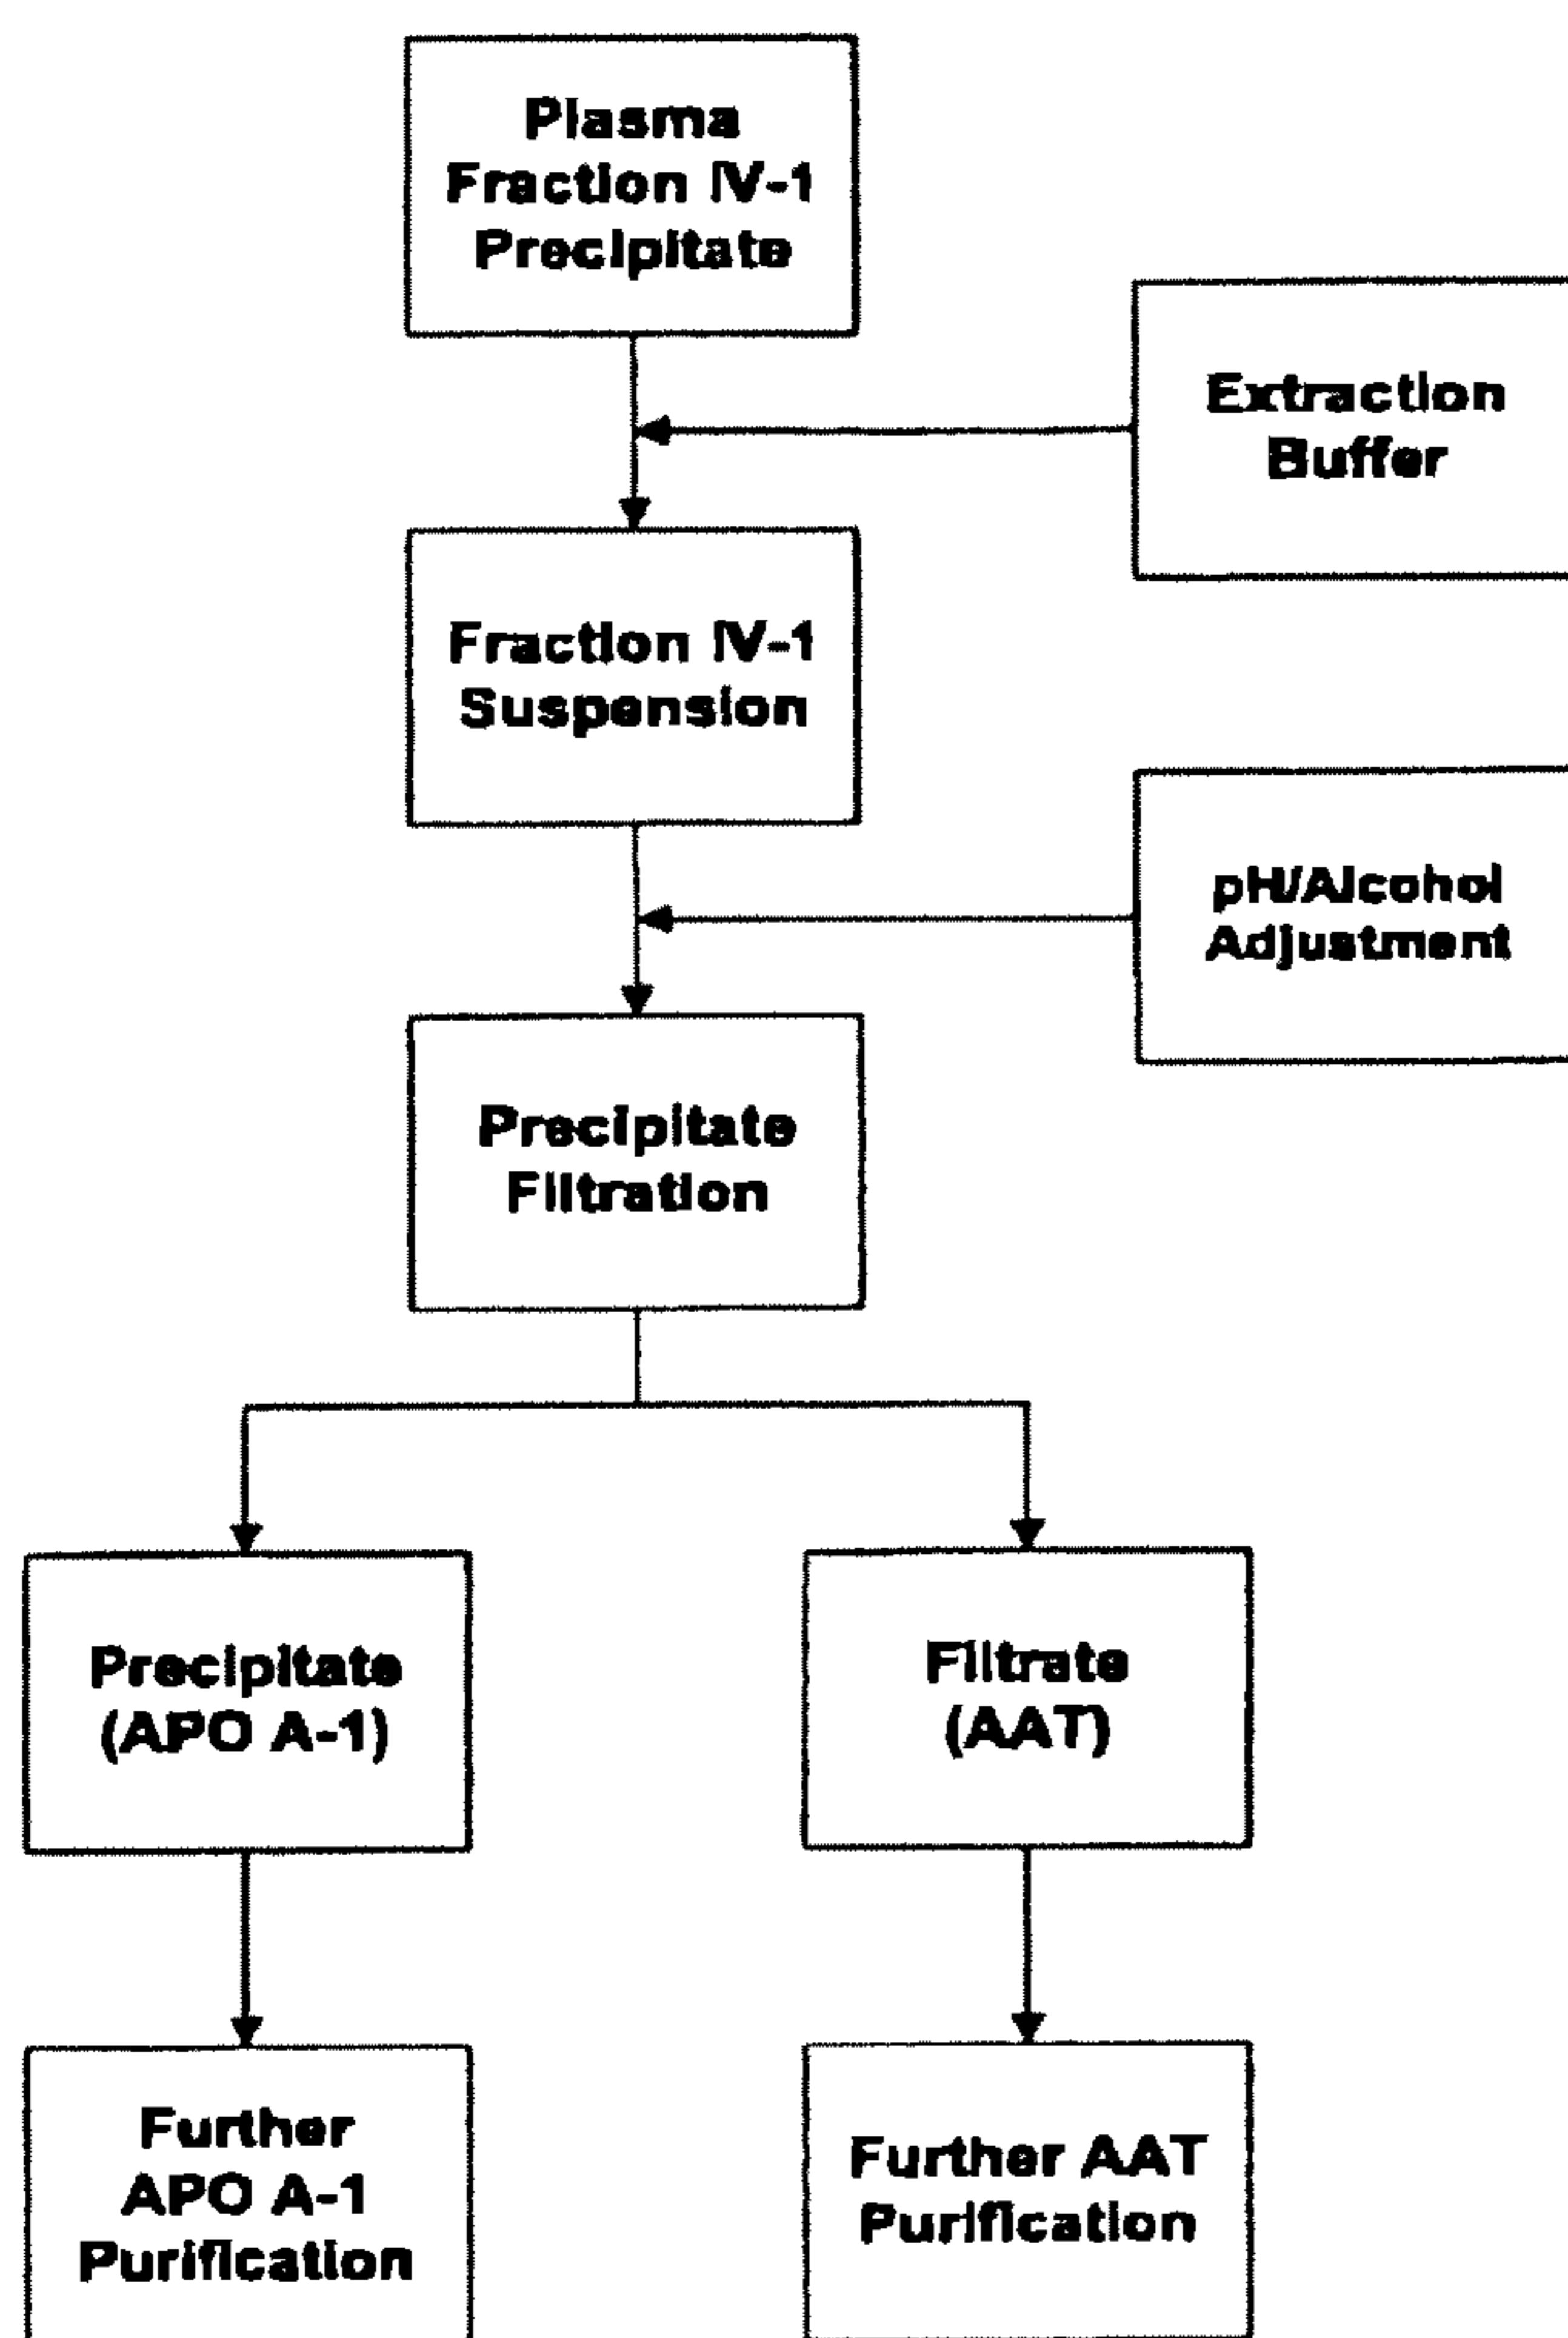 Plasma
Fraction IV-1
Precipitate
Extraction
Buffer
Fraction IV-1
Suspension
pH/Alcohol
Adjustment
Precipitate
Filtration
Precipitate
(APO A-1)
Filtrate
(AAT)
Further
APO A-1
Purification
Further AAT
Purification